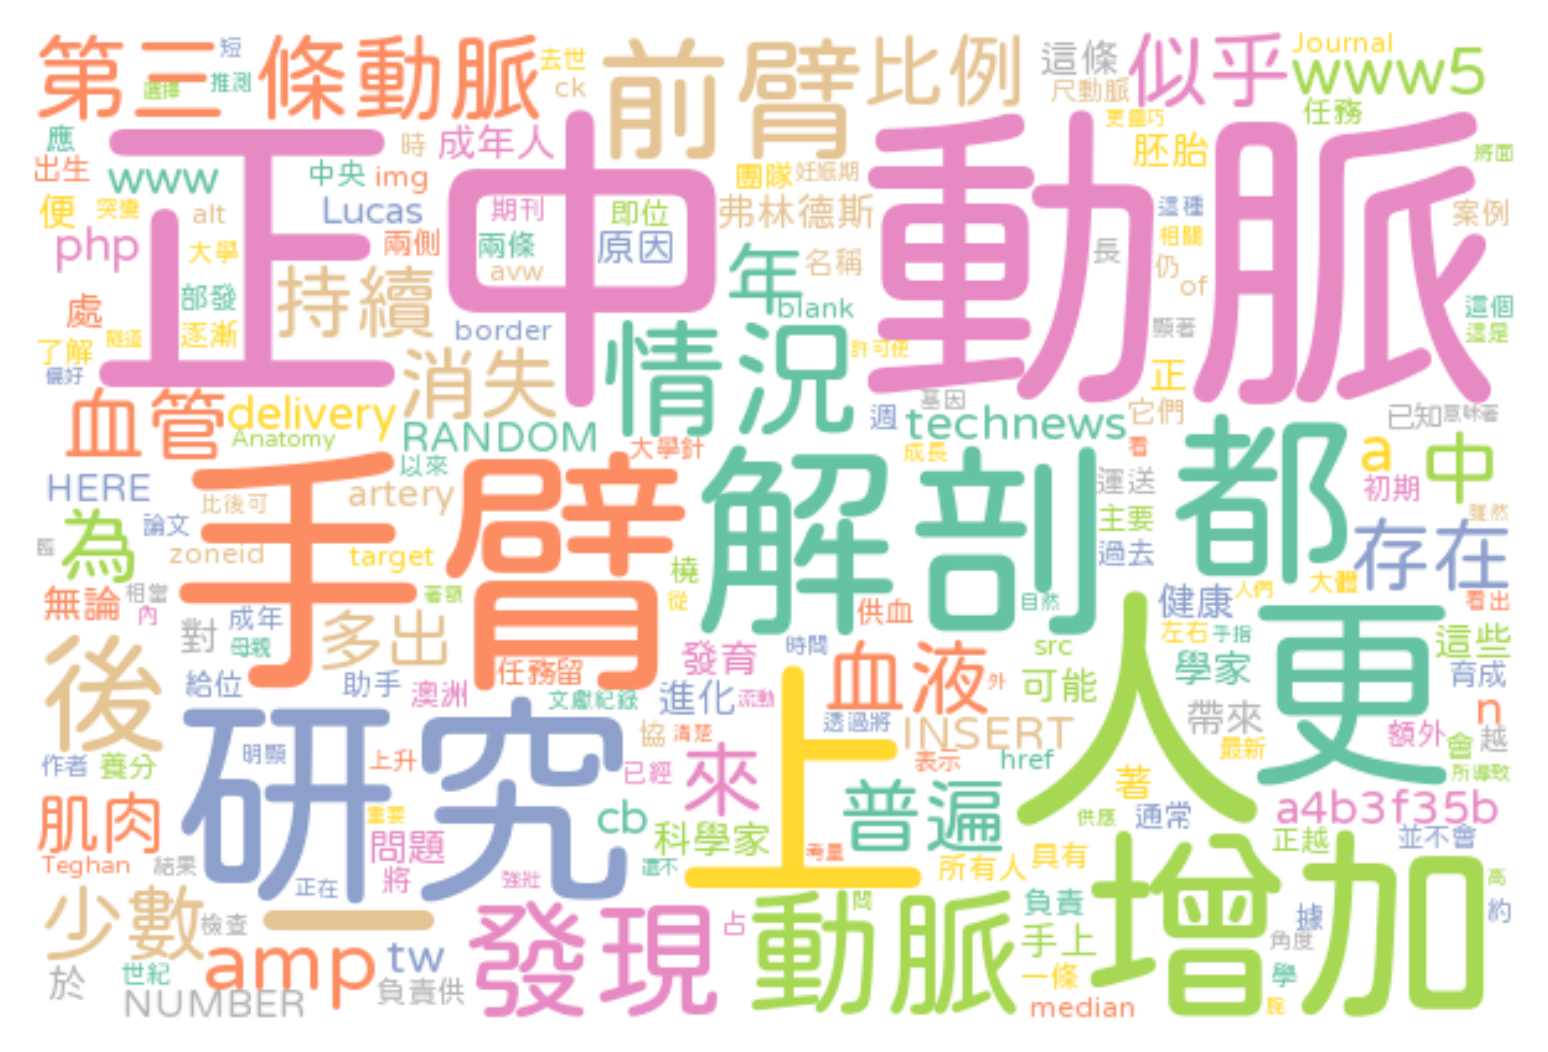 第三條動脈
短
推測
選擇
去世
ck
前臂
比例
這條
尺動脈
似乎
Journal
www5
任務
更靈巧
應
出生
www
便
突變
alt
php
大學
處
部發
逐漸
了解
隧道
正中動脈
時
成年人
中央
img
Lucas
兩側
期刊
兩條
avw
即位
原因
團隊
妊娠期
弗林德斯
年
名稱
blank
胚胎
將面
這種
相關
仍
of
長
案例
顯著
這個
這是
持續
border
消失
情況
許可使
正
它們
已知
意味著
基因
週
technews
血管
delivery
Anatomy
RANDOM
大學針
成長
看
a
中
初期
HERE
以來
artery
比後可
手臂
解剖
都
運送
主要
過去
雖然
存在
為
論文
zoneid
target
橈
從
無論
相當
內
著額
成年
母親
對
多出
供血
自然
健康
人們
大體
看出
左右
手指
學家
這些
育成
後
給位
助手
任務留
澳洲
發育
時間
文獻紀錄
進化
流動
血液
外
src
可能
人
更
帶來
最新
n
額外
會
越
所導致
作者
養分
研究
明顯
上升
重要
協
清楚
已經
上
透過將
INSERT
表示
href
來
普遍
著
供應
通常
a4b3f35b
正越
並不會
肌肉
Teghan
結果
正在
問題
將
強壯
cb
科學家
還不
考量
所有人
具有
增加
高
約
少數
檢查
一
amp
tw
發現
占
動脈
問
負責
手上
一條
median
據
角度
學
於
世紀
NUMBER
負責供